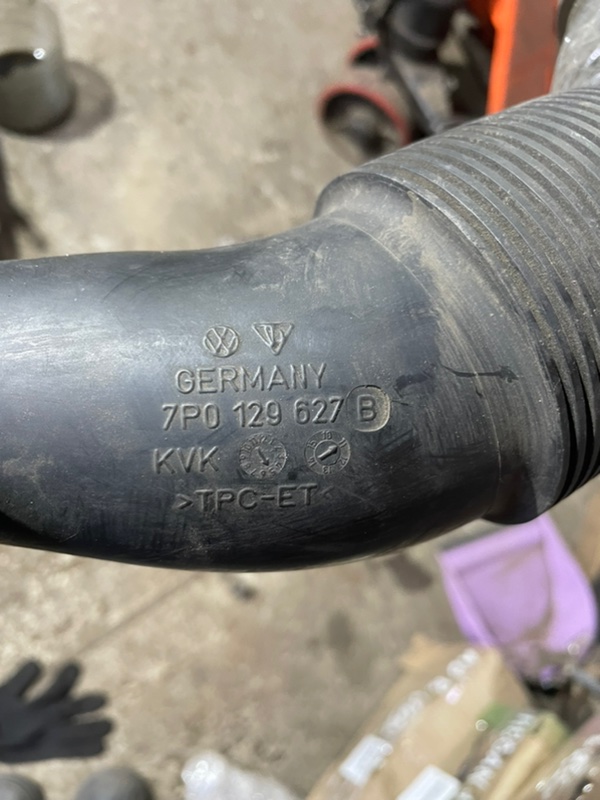 GERMANY
7P0 129 627 B
KVK
>TPC-ET<